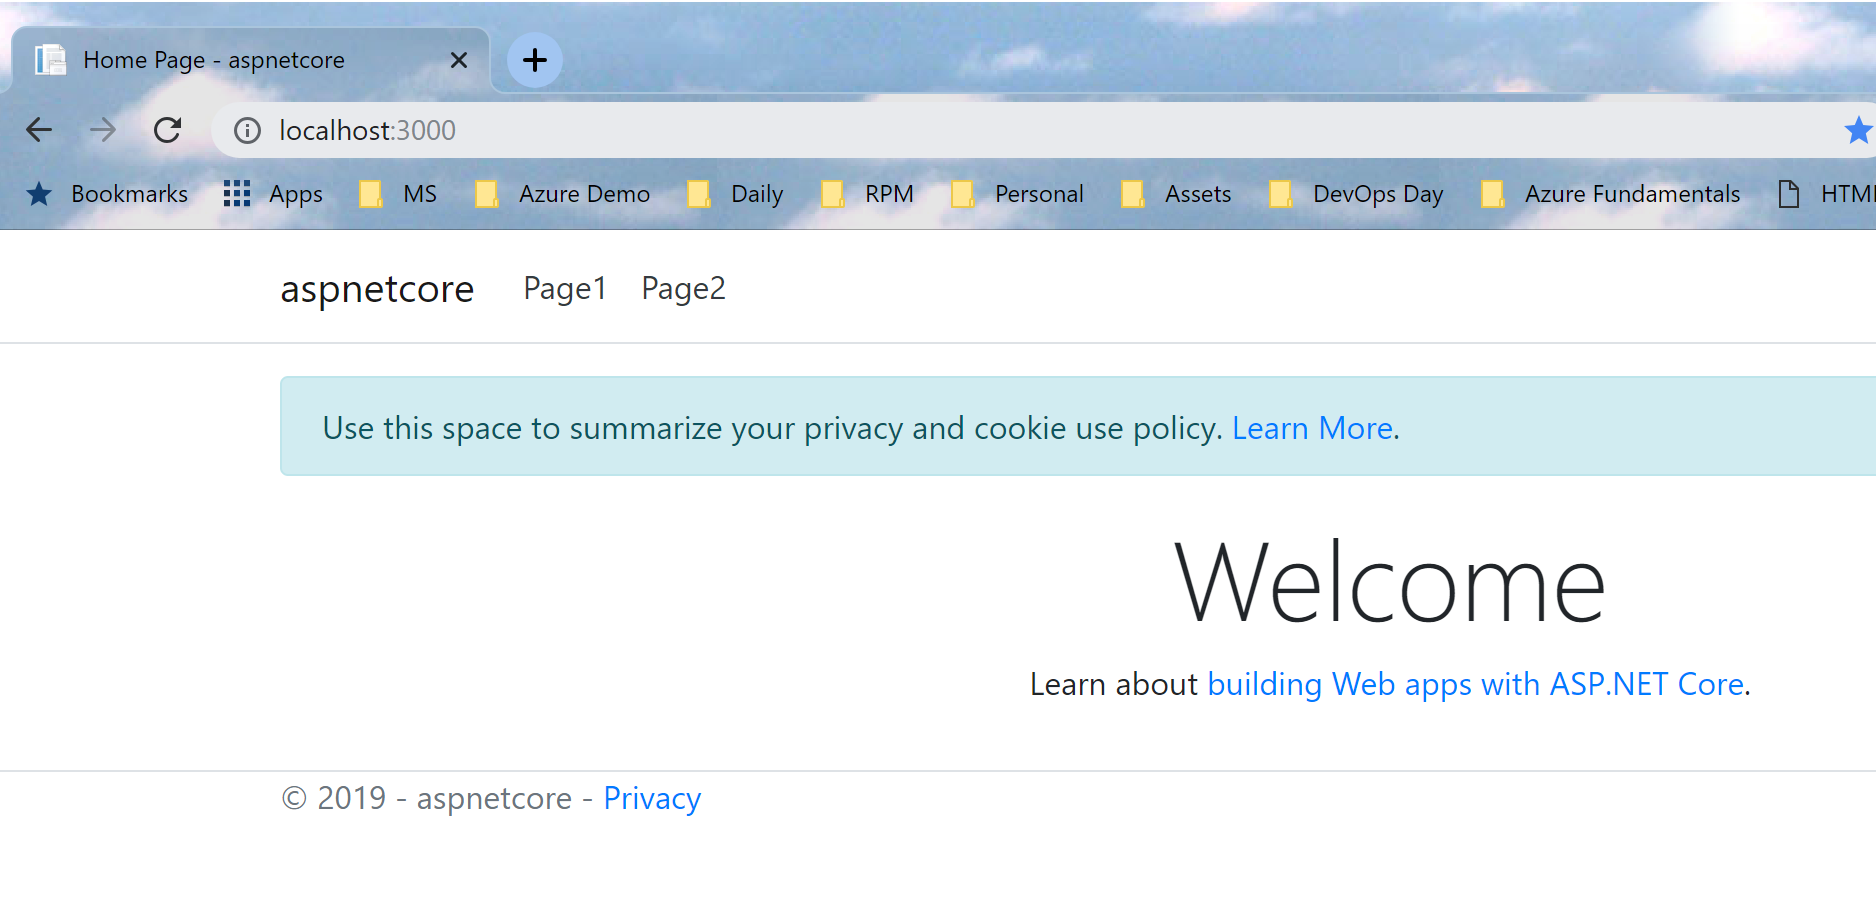 Home Page - aspnetcore
localhost:3000
Bookmarks Apps MS Azure Demo Daily RPM Personal Assets DevOps Day Azure Fundamentals
aspnetcore Page1 Page2
Use this space to summarize your privacy and cookie use policy. Learn More.
Welcome
Learn about building Web apps with ASP.NET Core.
© 2019 - aspnetcore - Privacy